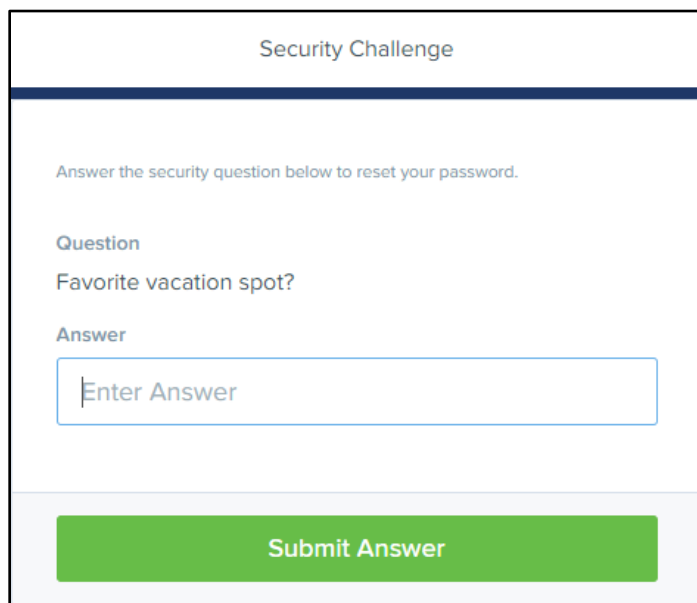 Security Challenge
Answer the security question below to reset your password.
Question
Favorite vacation spot?
Answer
Enter Answer
Submit Answer